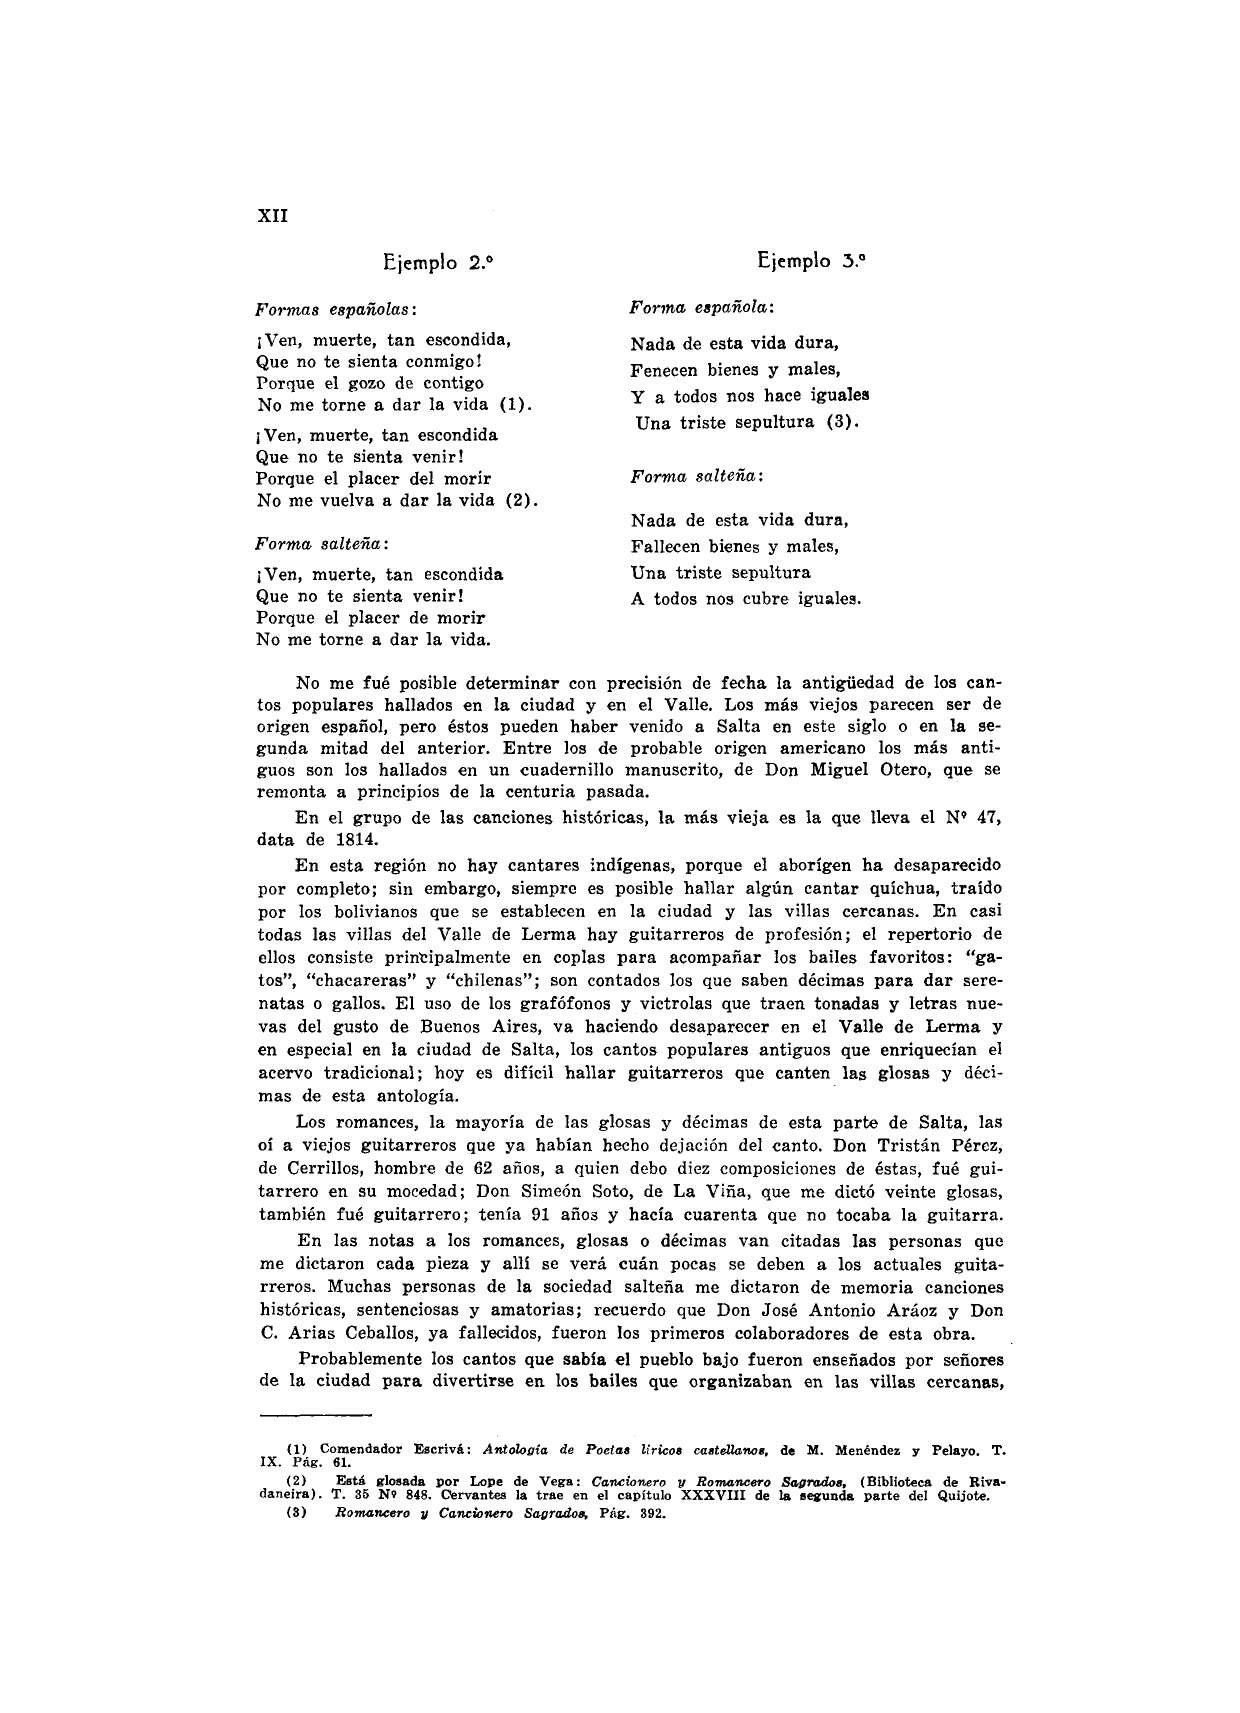 XII
Ejemplo 2.º
Formas españolas:
¡Ven, muerte, tan escondida,
Que no te sienta conmigo!
Porque el gozo de contigo
No me torne a dar la vida (1).
¡Ven, muerte, tan escondida
Que no te sienta venir!
Porque el placer del morir
No me vuelva a dar la vida (2).
Forma salteña:
¡Ven, muerte, tan escondida
Que no te sienta venir!
Porque el placer de morir
No me torne a dar la vida.
Ejemplo 3.º
Forma española:
Nada de esta vida dura,
Fenecen bienes y males,
Y a todos nos hace iguales
Una triste sepultura (3).
Forma salteña:
Nada de esta vida dura,
Fallecen bienes y males,
Una triste sepultura
A todos nos cubre iguales.
No me fué posible determinar con precisión de fecha la antigüedad de los can-
tos populares hallados en la ciudad y en el Valle. Los más viejos parecen ser de
origen español, pero éstos pueden haber venido a Salta en este siglo o en la se-
gunda mitad del anterior. Entre los de probable origen americano los más anti-
guos son los hallados en un cuadernillo manuscrito, de Don Miguel Otero, que se
remonta a principios de la centuria pasada.
En el grupo de las canciones históricas, la más vieja es la que lleva el Nº 47,
data de 1814.
En esta región no hay cantares indígenas, porque el aborígen ha desaparecido
por completo; sin embargo, siempre es posible hallar algún cantar quíchua, traído
por los bolivianos que se establecen en la ciudad y las villas cercanas. En casi
todas las villas del Valle de Lerma hay guitarreros de profesión; el repertorio de
ellos consiste principalmente en coplas para acompañar los bailes favoritos: “ga-
tos”, “chacareras” y “chilenas”; son contados los que saben décimas para dar sere-
natas o gallos. El uso de los grafófonos y victrolas que traen tonadas y letras nue-
vas del gusto de Buenos Aires, va haciendo desaparecer en el Valle de Lerma y
en especial en la ciudad de Salta, los cantos populares antiguos que enriquecían el
acervo tradicional; hoy es difícil hallar guitarreros que canten las glosas y déci-
mas de esta antología.
Los romances, la mayoría de las glosas y décimas de esta parte de Salta, las
oí a viejos guitarreros que ya habían hecho dejación del canto. Don Tristán Pérez,
de Cerrillos, hombre de 62 años, a quien debo diez composiciones de éstas, fué gui-
tarrero en su mocedad; Don Simeón Soto, de La Viña, que me dictó veinte glosas,
también fué guitarrero; tenía 91 años y hacía cuarenta que no tocaba la guitarra.
En las notas a los romances, glosas o décimas van citadas las personas que
me dictaron cada pieza y allí se verá cuán pocas se deben a los actuales guita-
rreros. Muchas personas de la sociedad salteña me dictaron de memoria canciones
históricas, sentenciosas y amatorias; recuerdo que Don José Antonio Aráoz y Don
C. Arias Ceballos, ya fallecidos, fueron los primeros colaboradores de esta obra.
Probablemente los cantos que sabía el pueblo bajo fueron enseñados por señores
de la ciudad para divertirse en los bailes que organizaban en las villas cercanas,
(1) Comendador Escrivá: Antología de Poetas líricos castellanos, de M. Menéndez y Pelayo. T.
IX. Pág. 61.
(2) Está glosada por Lope de Vega: Cancionero y Romancero Sagrados, (Biblioteca de Riva-
daneira). T. 35 Nº 848. Cervantes la trae en el capítulo XXXVIII de la segunda parte del Quijote.
(3) Romancero y Cancionero Sagrados, Pág. 392.